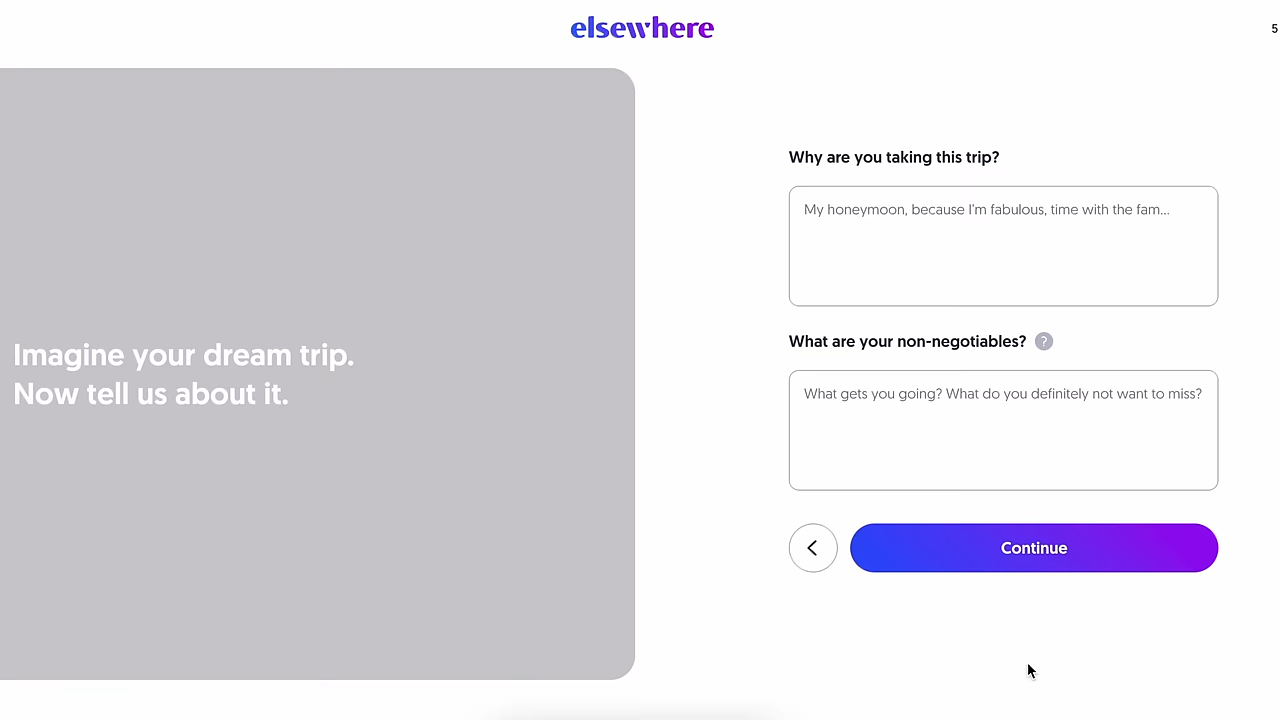 elsewhere
5
Imagine your dream trip.
Now tell us about it.
Why are you taking this trip?
My honeymoon, because I'm fabulous, time with the fam...
What are your non-negotiables? ?
What gets you going? What do you definitely not want to miss?
Continue